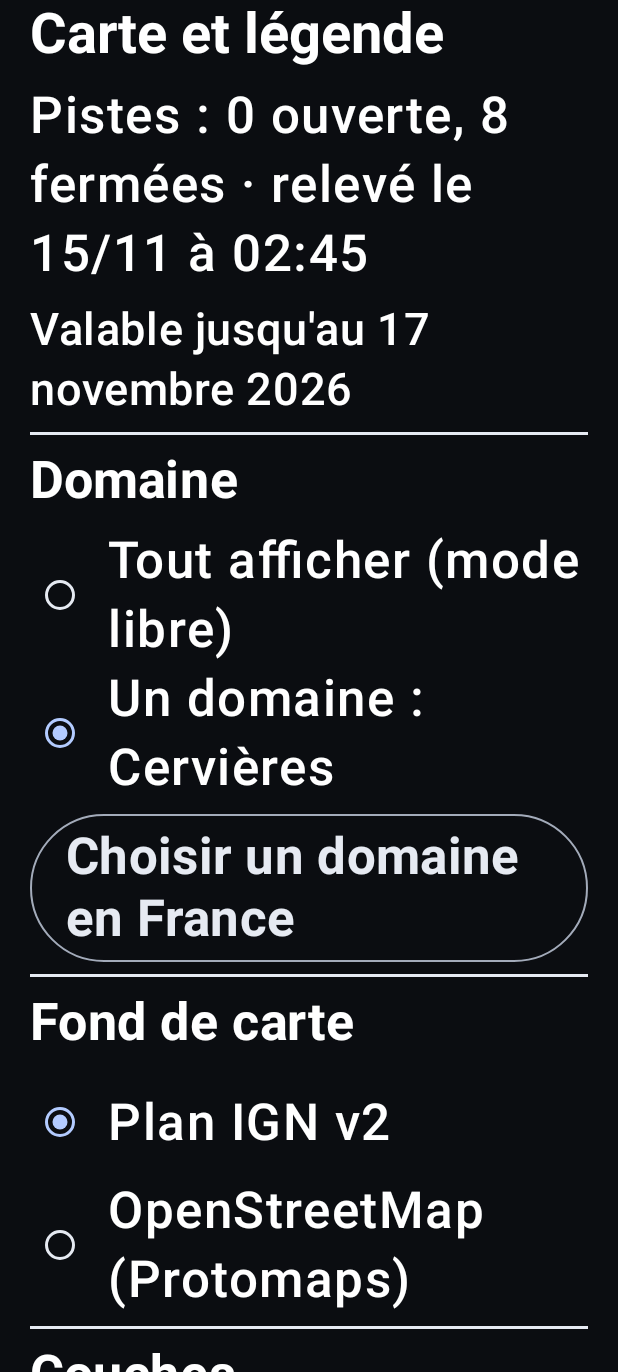 Carte et légende
Pistes : 0 ouverte, 8
fermées · relevé le
15/11 à 02:45
Valable jusqu'au 17
novembre 2026
Domaine
Tout afficher (mode
libre)
Un domaine :
Cervières
Choisir un domaine
en France
Fond de carte
Plan IGN v2
OpenStreetMap
(Protomaps)
Couches